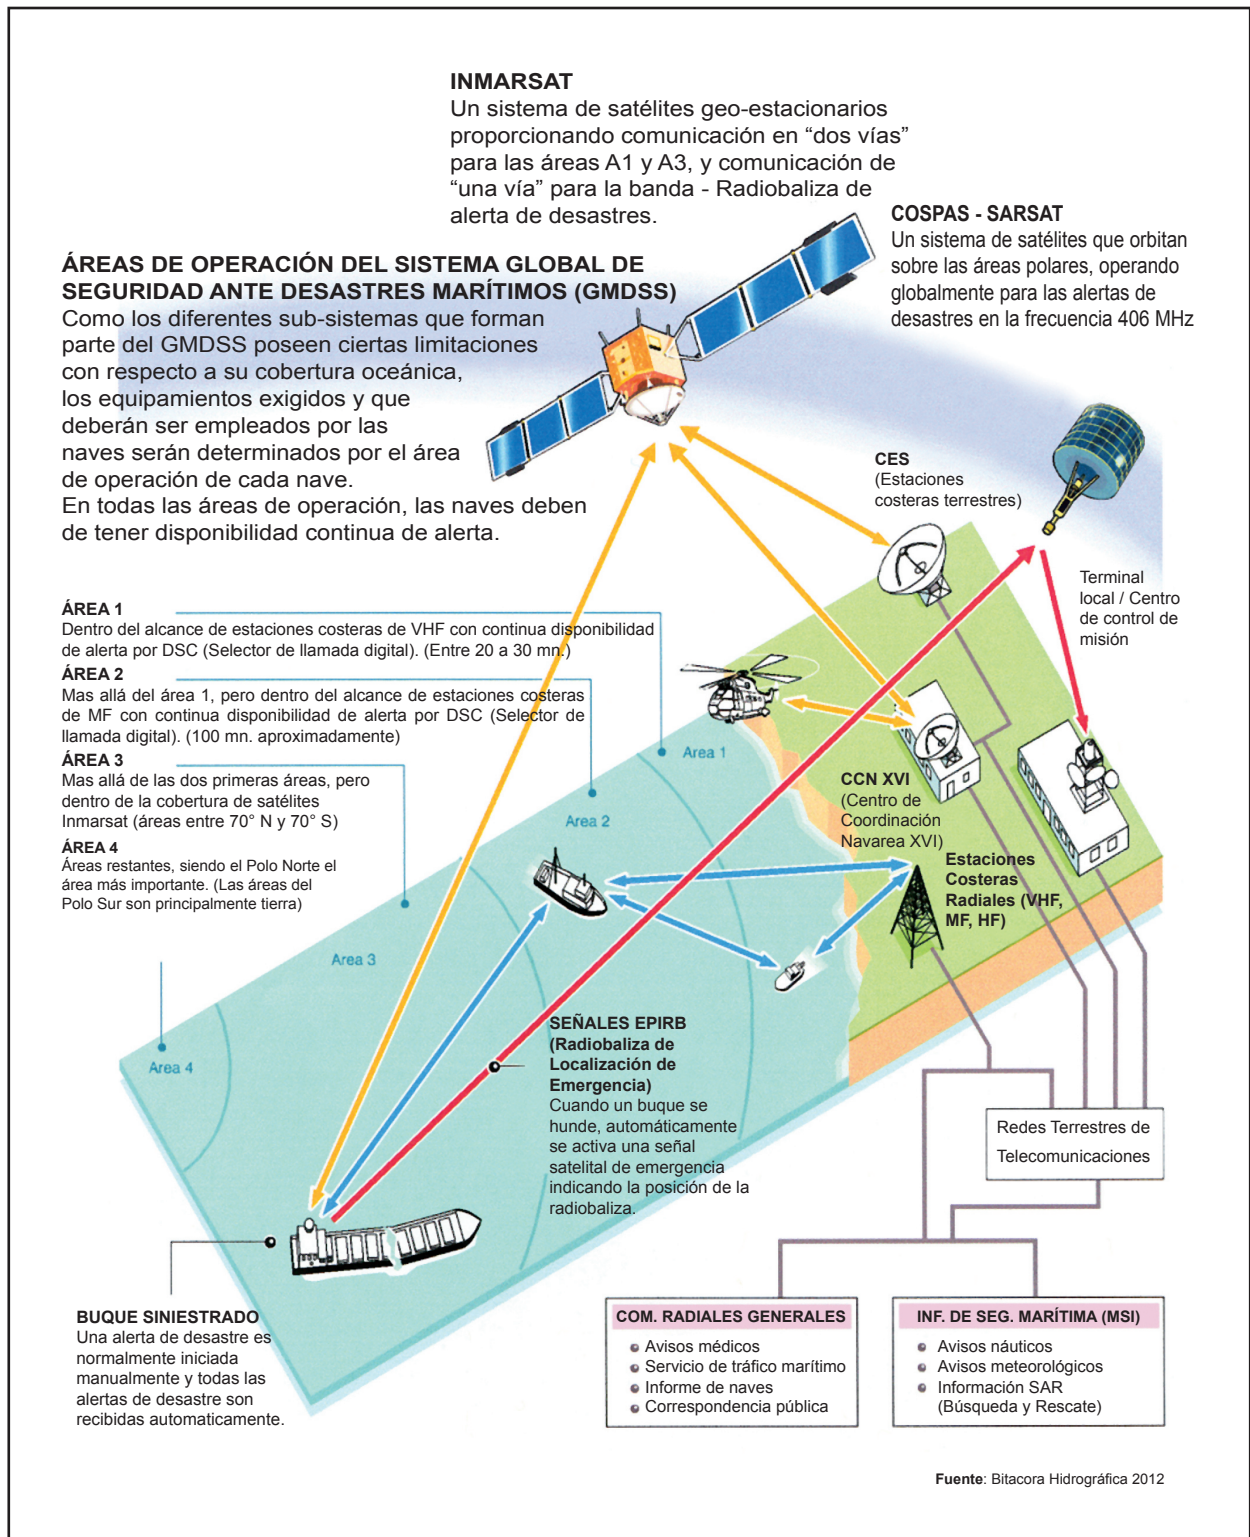 INMARSAT
Un sistema de satélites geo-estacionarios
proporcionando comunicación en “dos vías”
para las áreas A1 y A3, y comunicación de
“una vía” para la banda - Radiobaliza de
alerta de desastres.
COSPAS - SARSAT
Un sistema de satélites que orbitan
sobre las áreas polares, operando
globalmente para las alertas de
desastres en la frecuencia 406 MHz
ÁREAS DE OPERACIÓN DEL SISTEMA GLOBAL DE
SEGURIDAD ANTE DESASTRES MARÍTIMOS (GMDSS)
Como los diferentes sub-sistemas que forman
parte del GMDSS poseen ciertas limitaciones
con respecto a su cobertura oceánica,
los equipamientos exigidos y que
deberán ser empleados por las
naves serán determinados por el área
de operación de cada nave.
En todas las áreas de operación, las naves deben
de tener disponibilidad continua de alerta.
CES
(Estaciones
costeras terrestres)
Terminal
local / Centro
de control de
misión
ÁREA 1
Dentro del alcance de estaciones costeras de VHF con continua disponibilidad
de alerta por DSC (Selector de llamada digital). (Entre 20 a 30 mn.)
ÁREA 2
Mas allá del área 1, pero dentro del alcance de estaciones costeras
de MF con continua disponibilidad de alerta por DSC (Selector de
llamada digital). (100 mn. aproximadamente)
ÁREA 3
Mas allá de las dos primeras áreas, pero
dentro de la cobertura de satélites
Inmarsat (áreas entre 70° N y 70° S)
ÁREA 4
Áreas restantes, siendo el Polo Norte el
área más importante. (Las áreas del
Polo Sur son principalmente tierra)
Area 1
Area 2
Area 3
Area 4
CCN XVI
(Centro de
Coordinación
Navarea XVI)
Estaciones
Costeras
Radiales (VHF,
MF, HF)
SEÑALES EPIRB
(Radiobaliza de
Localización de
Emergencia)
Cuando un buque se
hunde, automáticamente
se activa una señal
satelital de emergencia
indicando la posición de la
radiobaliza.
Redes Terrestres de
Telecomunicaciones
BUQUE SINIESTRADO
Una alerta de desastre es
normalmente iniciada
manualmente y todas las
alertas de desastre son
recibidas automaticamente.
COM. RADIALES GENERALES
Avisos médicos
Servicio de tráfico marítimo
Informe de naves
Correspondencia pública
INF. DE SEG. MARÍTIMA (MSI)
Avisos náuticos
Avisos meteorológicos
Información SAR
(Búsqueda y Rescate)
Fuente: Bitacora Hidrográfica 2012